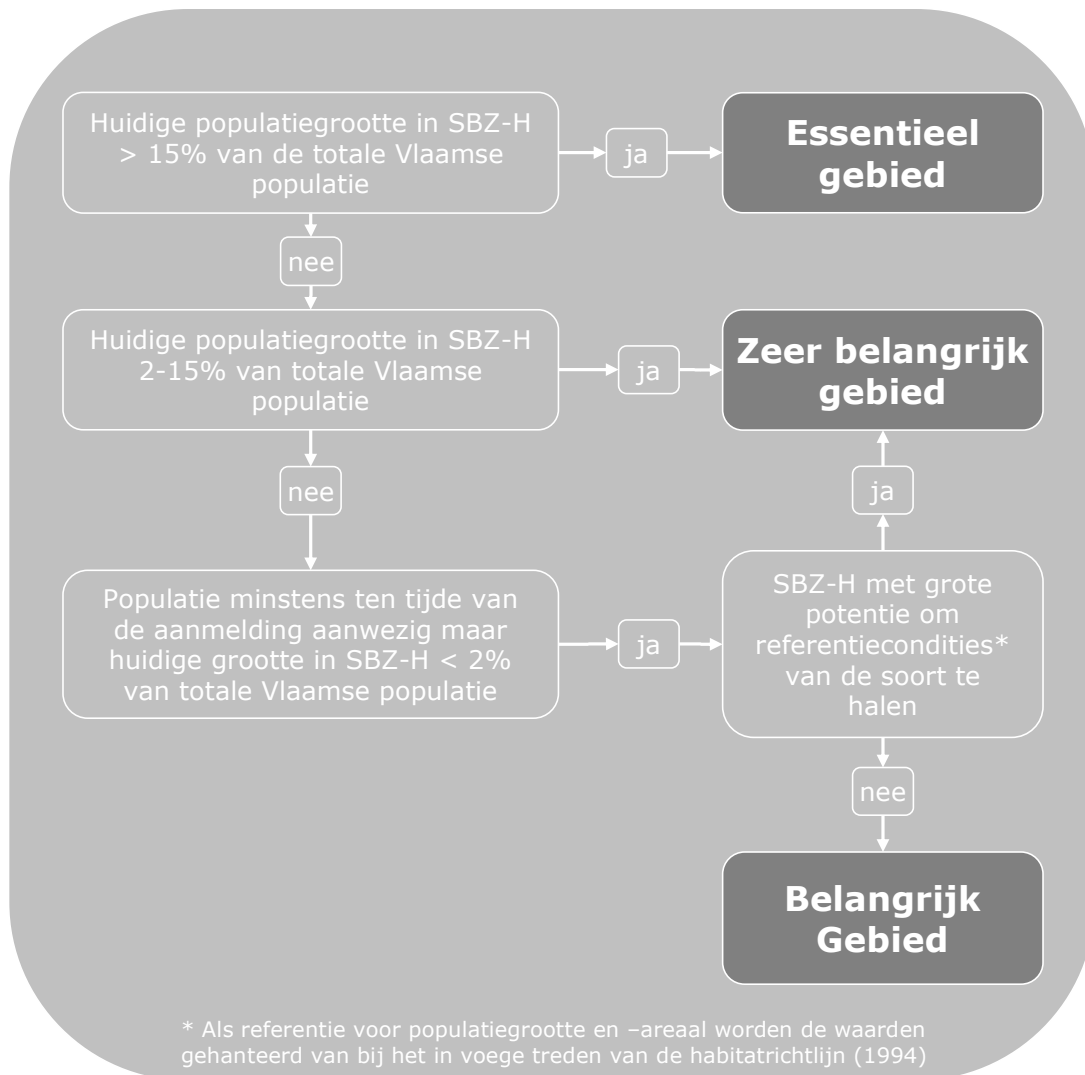 Huidige populatiegrootte in SBZ-H
> 15% van de totale Vlaamse
populatie
ja
Essentieel
gebied
nee
Huidige populatiegrootte in SBZ-H
2-15% van totale Vlaamse
populatie
ja
Zeer belangrijk
gebied
nee
ja
Populatie minstens ten tijde van
de aanmelding aanwezig maar
huidige grootte in SBZ-H < 2%
van totale Vlaamse populatie
ja
SBZ-H met grote
potentie om
referentiecondities*
van de soort te
halen
nee
Belangrijk
Gebied
* Als referentie voor populatiegrootte en –areaal worden de waarden
gehanteerd van bij het in voege treden van de habitatrichtlijn (1994)